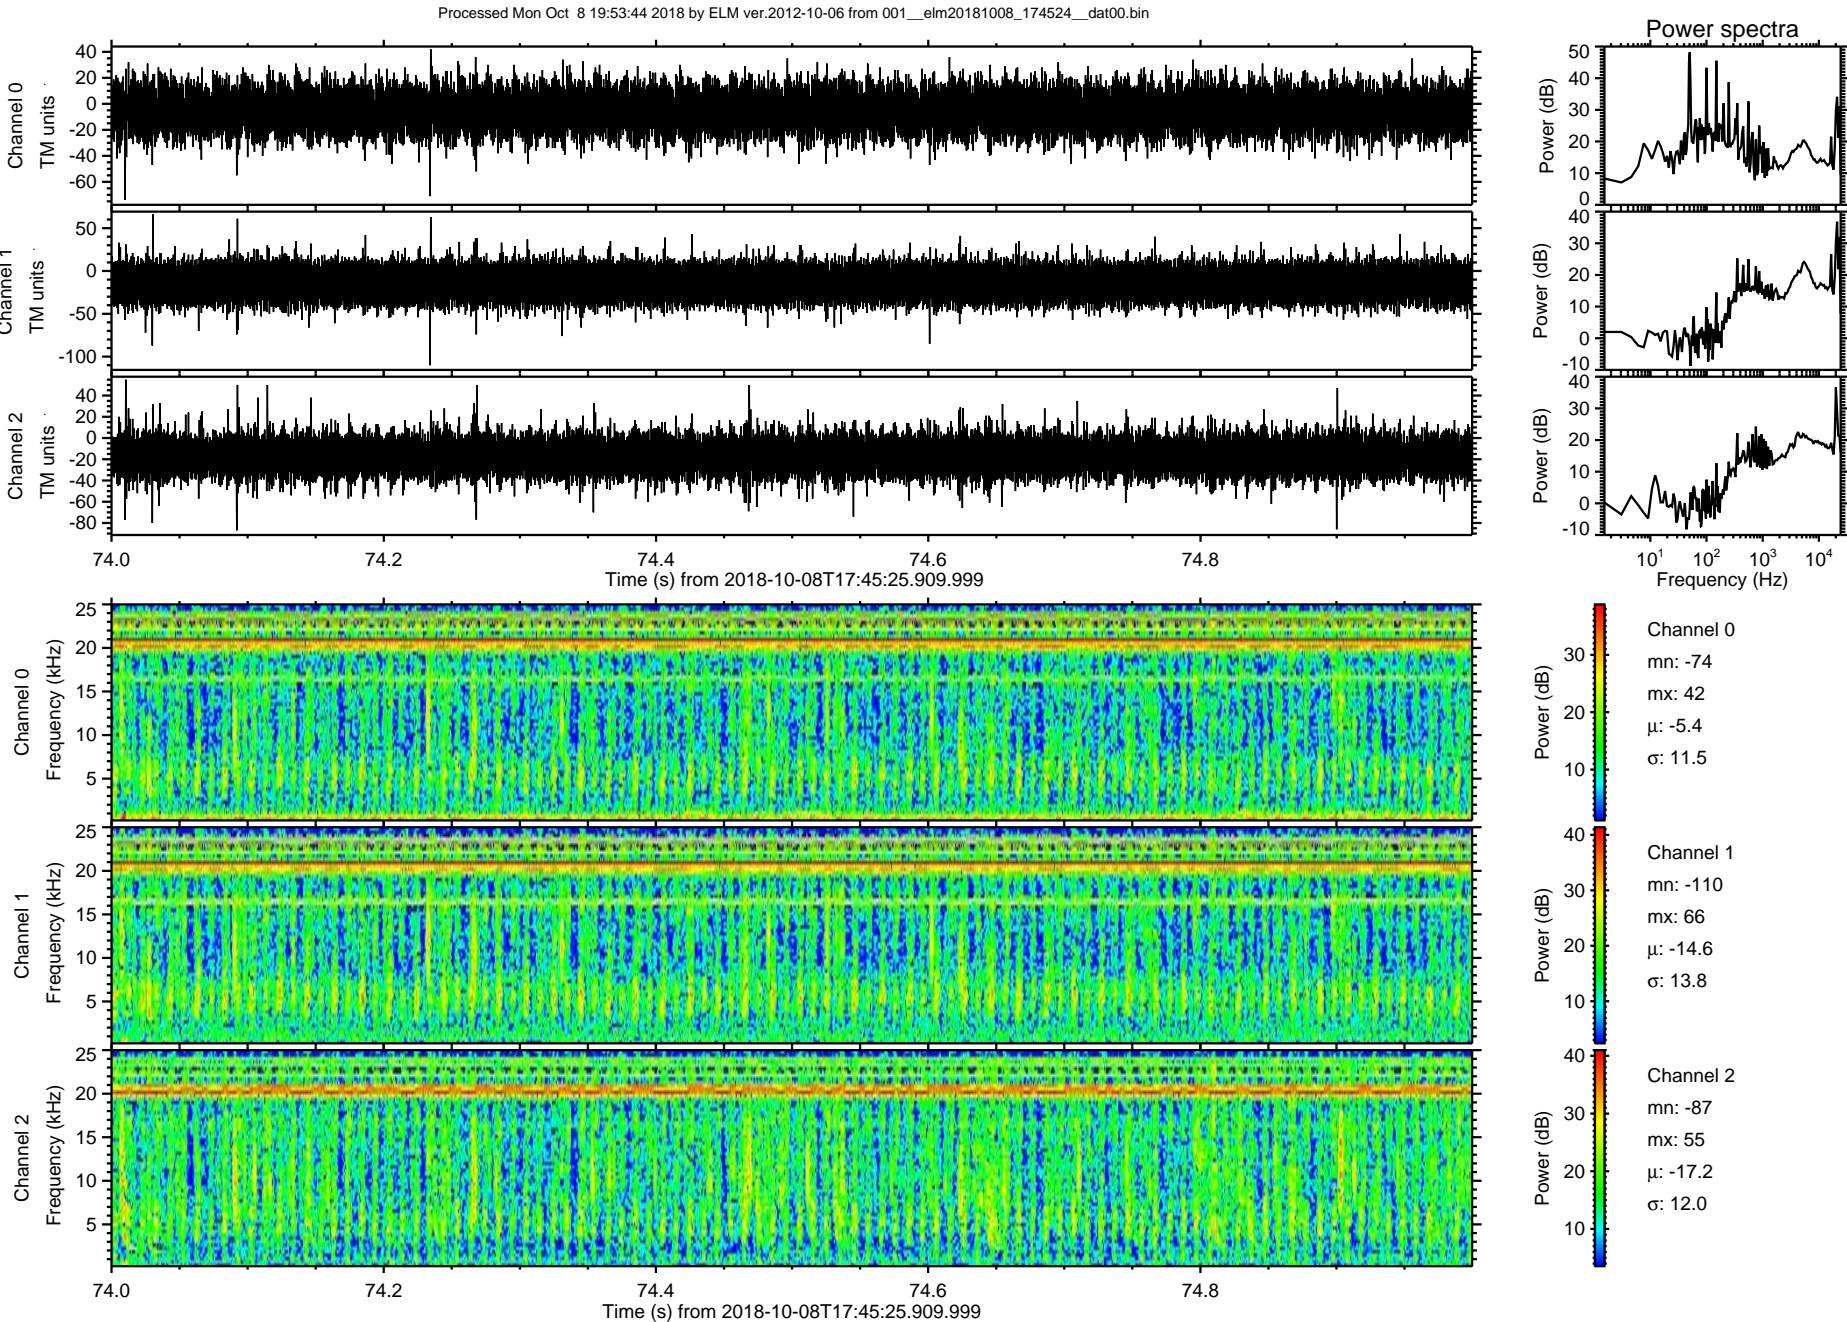 Processed Mon Oct  8 19:53:44 2018 by ELM ver.2012-10-06 from 001__elm20181008_174524__dat00.bin
Power spectra
Channel 0
TM units
40
20
0
-20
-40
-60
Power (dB)
50
40
30
20
10
0
Channel 1
TM units
50
0
-50
-100
Power (dB)
40
30
20
10
0
-10
Channel 2
TM units
40
20
0
-20
-40
-60
-80
Power (dB)
40
30
20
10
0
-10
74.0 74.2 74.4 74.6 74.8
Time (s) from 2018-10-08T17:45:25.909.999
10¹ 10² 10³ 10⁴
Frequency (Hz)
Channel 0
Frequency (kHz)
25
20
15
10
5
Power (dB)
30
20
10
Channel 0
mn: -74
mx: 42
μ: -5.4
σ: 11.5
Channel 1
Frequency (kHz)
25
20
15
10
5
Power (dB)
40
30
20
10
Channel 1
mn: -110
mx: 66
μ: -14.6
σ: 13.8
Channel 2
Frequency (kHz)
25
20
15
10
5
Power (dB)
40
30
20
10
Channel 2
mn: -87
mx: 55
μ: -17.2
σ: 12.0
74.0 74.2 74.4 74.6 74.8
Time (s) from 2018-10-08T17:45:25.909.999